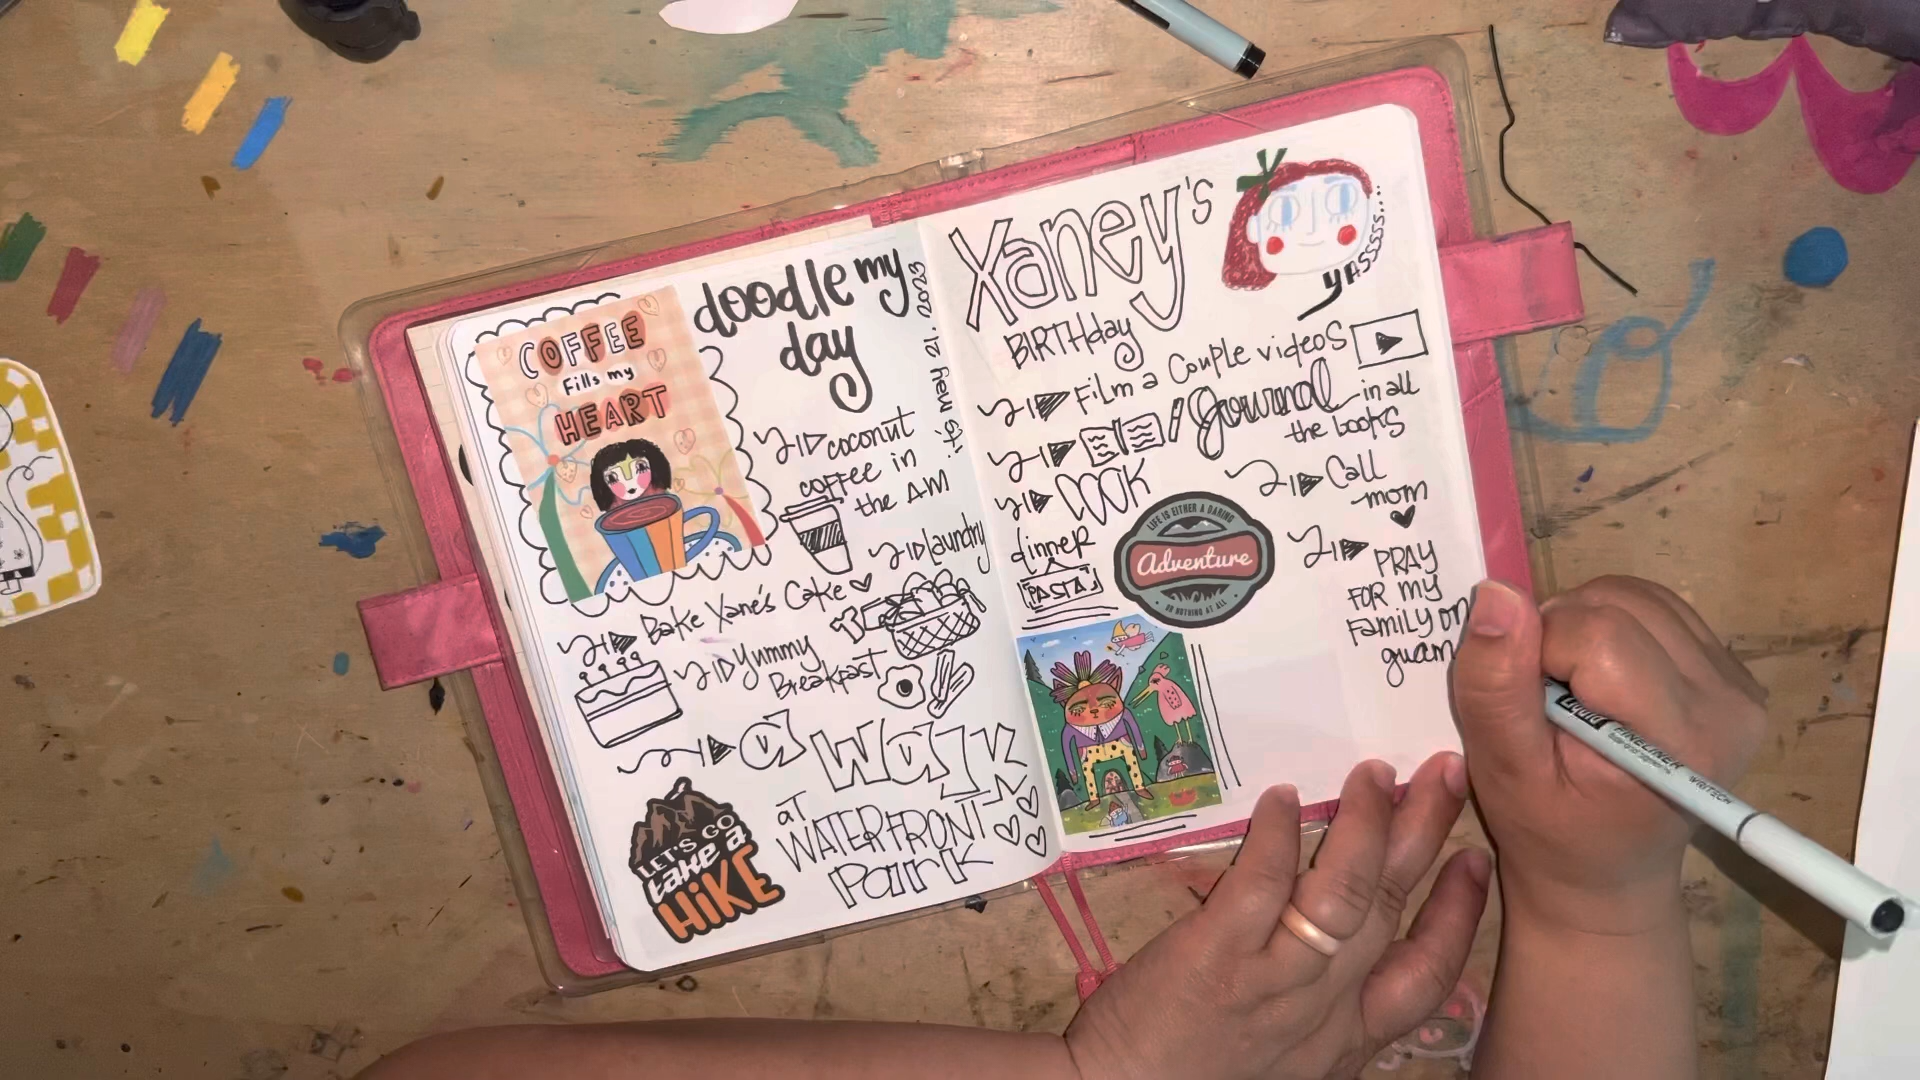 COFFEE
Fills my
HEART
doodle my
day
coconut
coffee in
the AM
laundry
Bake Xane's Cake
Yummy
Breakfast
a walk
at
WATERFRONT
Park
LET'S GO
take a
HIKE
May 21, 2023
Xaney's
BIRTHday
YASSSSS...
Film a Couple videos
/Journal in all
the books
COOK
dinner
PASTA
LIFE IS EITHER A DARING
Adventure
OR NOTHING AT ALL
Call
mom
PRAY
FOR my
Family on
guam
Liquid
FINELINER
WRITECH